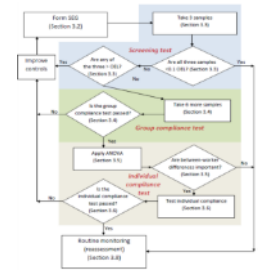 Form SEG
(Section 3.2)
Take 3 samples
(Section 3.3)
Screening test
Improve
controls
Yes
Are any of
the three > OEL?
(Section 3.3)
No
Are all three samples
(Section 3.3)
Yes
No
Is the group
compliance test passed?
(Section 3.4)
Take 6 more samples
(Section 3.4)
Group compliance test
No
Yes
Apply ANOVA
(Section 3.5)
Are between-worker
differences important?
(Section 3.5)
No
Individual
compliance
test
Yes
Is the
individual compliance
test passed?
(Section 3.6)
Test individual compliance
(Section 3.6)
No
Yes
Routine monitoring
(reassessment)
(Section 3.8)